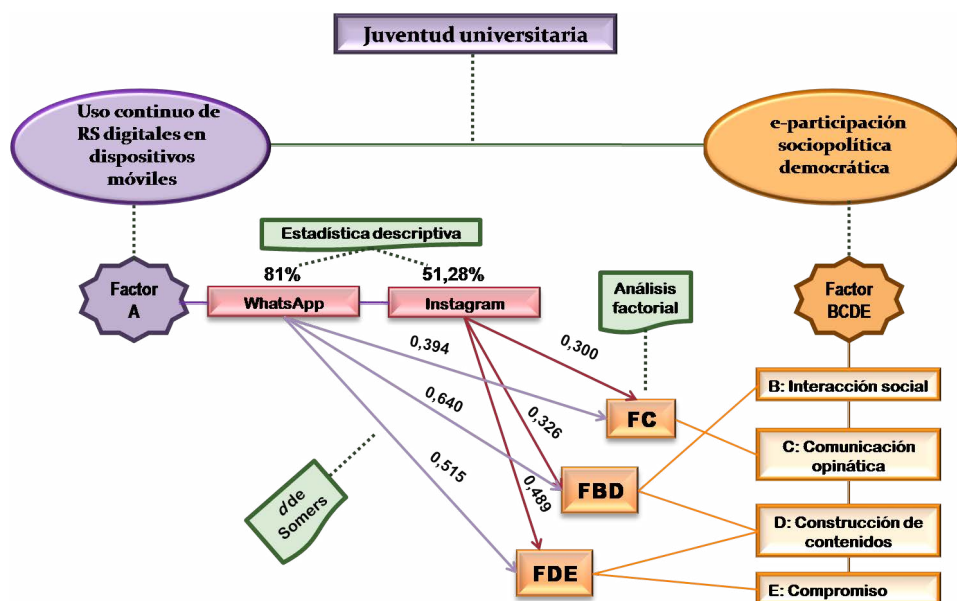 Juventud universitaria
Uso continuo de
RS digitales en
dispositivos
móviles
e-participación
sociopolítica
democrática
Estadística descriptiva
81%
51,28%
Factor
A
WhatsApp
Instagram
Análisis
factorial
Factor
BCDE
0,394
0,300
0,640
0,326
0,515
0,489
B: Interacción social
FC
C: Comunicación
opinática
FBD
d de
Somers
D: Construcción de
contenidos
FDE
E: Compromiso